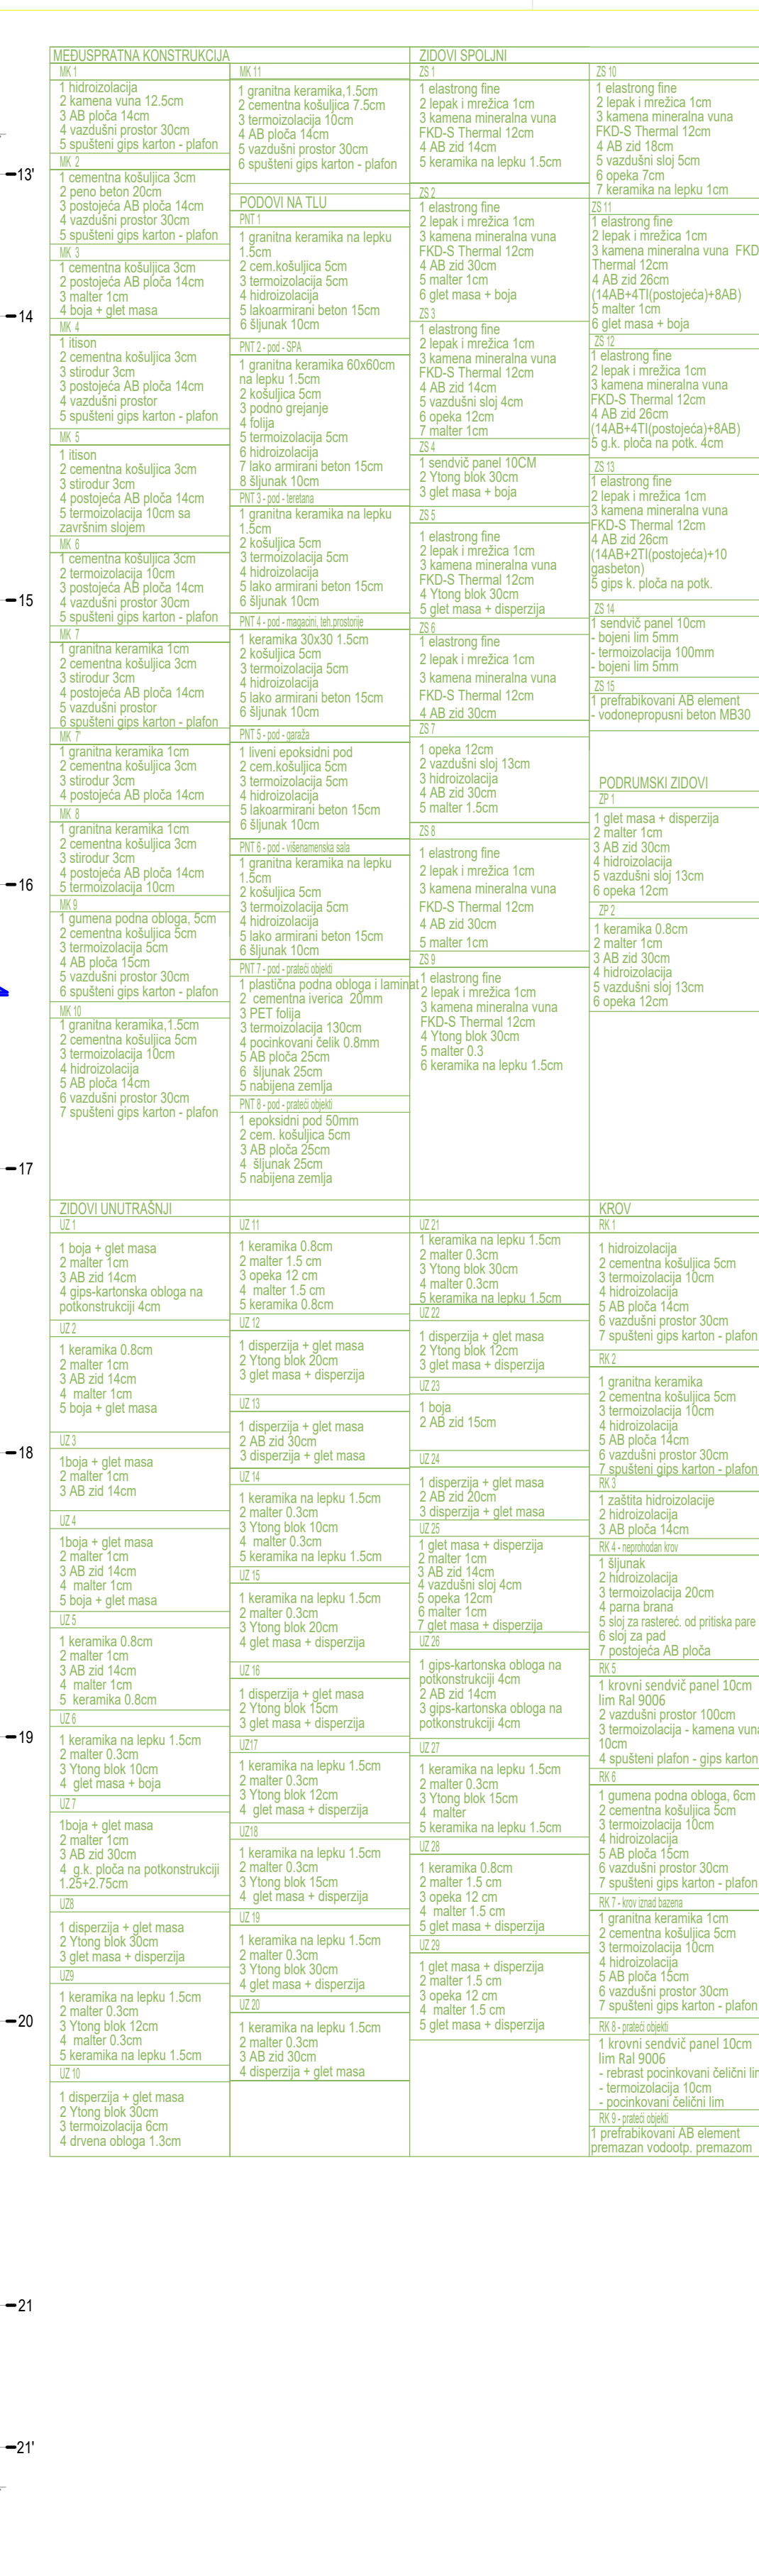 MEĐUSPRATNA KONSTRUKCIJA
MK 1
1 hidroizolacija
2 kamena vuna 12.5cm
3 AB ploča 14cm
4 vazdušni prostor 30cm
5 spušteni gips karton - plafon
MK 2
1 cementna košuljica 3cm
2 peno beton 20cm
3 postojeća AB ploča 14cm
4 vazdušni prostor 30cm
5 spušteni gips karton - plafon
MK 3
1 cementna košuljica 3cm
2 postojeća AB ploča 14cm
3 malter 1cm
4 boja + glet masa
MK 4
1 itison
2 cementna košuljica 3cm
3 stirodur 3cm
3 postojeća AB ploča 14cm
4 vazdušni prostor
5 spušteni gips karton - plafon
MK 5
1 itison
2 cementna košuljica 3cm
3 stirodur 3cm
4 postojeća AB ploča 14cm
5 termoizolacija 10cm sa
završnim slojem
MK 6
1 cementna košuljica 3cm
2 termoizolacija 10cm
3 postojeća AB ploča 14cm
4 vazdušni prostor 30cm
5 spušteni gips karton - plafon
MK 7
1 granitna keramika 1cm
2 cementna košuljica 3cm
3 stirodur 3cm
4 postojeća AB ploča 14cm
5 vazdušni prostor
6 spušteni gips karton - plafon
MK 7'
1 granitna keramika 1cm
2 cementna košuljica 3cm
3 stirodur 3cm
4 postojeća AB ploča 14cm
MK 8
1 granitna keramika 1cm
2 cementna košuljica 3cm
3 stirodur 3cm
4 postojeća AB ploča 14cm
5 termoizolacija 10cm
MK 9
1 gumena podna obloga, 5cm
2 cementna košuljica 5cm
3 termoizolacija 5cm
4 AB ploča 15cm
5 vazdušni prostor 30cm
6 spušteni gips karton - plafon
MK 10
1 granitna keramika,1.5cm
2 cementna košuljica 5cm
3 termoizolacija 10cm
4 hidroizolacija
5 AB ploča 14cm
6 vazdušni prostor 30cm
7 spušteni gips karton - plafon
MK 11
1 granitna keramika,1.5cm
2 cementna košuljica 7.5cm
3 termoizolacija 10cm
4 AB ploča 14cm
5 vazdušni prostor 30cm
6 spušteni gips karton - plafon
PODOVI NA TLU
PNT 1
1 granitna keramika na lepku
1.5cm
2 cem.košuljica 5cm
3 termoizolacija 5cm
4 hidroizolacija
5 lakoarmirani beton 15cm
6 šljunak 10cm
PNT 2 - pod - SPA
1 granitna keramika 60x60cm
na lepku 1.5cm
2 košuljica 5cm
3 podno grejanje
4 folija
5 termoizolacija 5cm
6 hidroizolacija
7 lako armirani beton 15cm
8 šljunak 10cm
PNT 3 - pod - teretana
1 granitna keramika na lepku
1.5cm
2 košuljica 5cm
3 termoizolacija 5cm
4 hidroizolacija
5 lako armirani beton 15cm
6 šljunak 10cm
PNT 4 - pod - magacini, teh.prostorije
1 keramika 30x30 1.5cm
2 košuljica 5cm
3 termoizolacija 5cm
4 hidroizolacija
5 lako armirani beton 15cm
6 šljunak 10cm
PNT 5 - pod - garaža
1 liveni epoksidni pod
2 cem.košuljica 5cm
3 termoizolacija 5cm
4 hidroizolacija
5 lakoarmirani beton 15cm
6 šljunak 10cm
PNT 6 - pod - višenamenska sala
1 granitna keramika na lepku
1.5cm
2 košuljica 5cm
3 termoizolacija 5cm
4 hidroizolacija
5 lako armirani beton 15cm
6 šljunak 10cm
PNT 7 - pod - prateći objekti
1 plastična podna obloga i laminat
2 cementna iverica 20mm
3 PET folija
3 termoizolacija 130cm
4 pocinkovani čelik 0.8mm
5 AB ploča 25cm
6 šljunak 25cm
5 nabijena zemlja
PNT 8 - pod - prateći objekti
1 epoksidni pod 50mm
2 cem. košuljica 5cm
3 AB ploča 25cm
4 šljunak 25cm
5 nabijena zemlja
ZIDOVI SPOLJNI
ZS 1
1 elastrong fine
2 lepak i mrežica 1cm
3 kamena mineralna vuna
FKD-S Thermal 12cm
4 AB zid 14cm
5 keramika na lepku 1.5cm
ZS 2
1 elastrong fine
2 lepak i mrežica 1cm
3 kamena mineralna vuna
FKD-S Thermal 12cm
4 AB zid 30cm
5 malter 1cm
6 glet masa + boja
ZS 3
1 elastrong fine
2 lepak i mrežica 1cm
3 kamena mineralna vuna
FKD-S Thermal 12cm
4 AB zid 14cm
5 vazdušni sloj 4cm
6 opeka 12cm
7 malter 1cm
ZS 4
1 sendvič panel 10CM
2 Ytong blok 30cm
3 glet masa + boja
ZS 5
1 elastrong fine
2 lepak i mrežica 1cm
3 kamena mineralna vuna
FKD-S Thermal 12cm
4 Ytong blok 30cm
5 glet masa + disperzija
ZS 6
1 elastrong fine
2 lepak i mrežica 1cm
3 kamena mineralna vuna
FKD-S Thermal 12cm
4 AB zid 30cm
ZS 7
1 opeka 12cm
2 vazdušni sloj 13cm
3 hidroizolacija
4 AB zid 30cm
5 malter 1.5cm
ZS 8
1 elastrong fine
2 lepak i mrežica 1cm
3 kamena mineralna vuna
FKD-S Thermal 12cm
4 AB zid 30cm
5 malter 1cm
ZS 9
1 elastrong fine
2 lepak i mrežica 1cm
3 kamena mineralna vuna
FKD-S Thermal 12cm
4 Ytong blok 30cm
5 malter 0.3
6 keramika na lepku 1.5cm
ZS 10
1 elastrong fine
2 lepak i mrežica 1cm
3 kamena mineralna vuna
FKD-S Thermal 12cm
4 AB zid 18cm
5 vazdušni sloj 5cm
6 opeka 7cm
7 keramika na lepku 1cm
ZS 11
1 elastrong fine
2 lepak i mrežica 1cm
3 kamena mineralna vuna FKD
Thermal 12cm
4 AB zid 26cm
(14AB+4TI(postojeća)+8AB)
5 malter 1cm
6 glet masa + boja
ZS 12
1 elastrong fine
2 lepak i mrežica 1cm
3 kamena mineralna vuna
FKD-S Thermal 12cm
4 AB zid 26cm
(14AB+4TI(postojeća)+8AB)
5 g.k. ploča na potk. 4cm
ZS 13
1 elastrong fine
2 lepak i mrežica 1cm
3 kamena mineralna vuna
FKD-S Thermal 12cm
4 AB zid 26cm
(14AB+2TI(postojeća)+10
gasbeton)
5 gips k. ploča na potk.
ZS 14
1 sendvič panel 10cm
- bojeni lim 5mm
- termoizolacija 100mm
- bojeni lim 5mm
ZS 15
1 prefrabikovani AB element
- vodonepropusni beton MB30
PODRUMSKI ZIDOVI
ZP 1
1 glet masa + disperzija
2 malter 1cm
3 AB zid 30cm
4 hidroizolacija
5 vazdušni sloj 13cm
6 opeka 12cm
ZP 2
1 keramika 0.8cm
2 malter 1cm
3 AB zid 30cm
4 hidroizolacija
5 vazdušni sloj 13cm
6 opeka 12cm
ZIDOVI UNUTRAŠNJI
UZ 1
1 boja + glet masa
2 malter 1cm
3 AB zid 14cm
4 gips-kartonska obloga na
potkonstrukciji 4cm
UZ 2
1 keramika 0.8cm
2 malter 1cm
3 AB zid 14cm
4 malter 1cm
5 boja + glet masa
UZ 3
1boja + glet masa
2 malter 1cm
3 AB zid 14cm
UZ 4
1boja + glet masa
2 malter 1cm
3 AB zid 14cm
4 malter 1cm
5 boja + glet masa
UZ 5
1 keramika 0.8cm
2 malter 1cm
3 AB zid 14cm
4 malter 1cm
5 keramika 0.8cm
UZ 6
1 keramika na lepku 1.5cm
2 malter 0.3cm
3 Ytong blok 10cm
4 glet masa + boja
UZ 7
1boja + glet masa
2 malter 1cm
3 AB zid 30cm
4 g.k. ploča na potkonstrukciji
1.25+2.75cm
UZ8
1 disperzija + glet masa
2 Ytong blok 30cm
3 glet masa + disperzija
UZ9
1 keramika na lepku 1.5cm
2 malter 0.3cm
3 Ytong blok 12cm
4 malter 0.3cm
5 keramika na lepku 1.5cm
UZ 10
1 disperzija + glet masa
2 Ytong blok 30cm
3 termoizolacija 6cm
4 drvena obloga 1.3cm
UZ 11
1 keramika 0.8cm
2 malter 1.5 cm
3 opeka 12 cm
4 malter 1.5 cm
5 keramika 0.8cm
UZ 12
1 disperzija + glet masa
2 Ytong blok 20cm
3 glet masa + disperzija
UZ 13
1 disperzija + glet masa
2 AB zid 30cm
3 disperzija + glet masa
UZ 14
1 keramika na lepku 1.5cm
2 malter 0.3cm
3 Ytong blok 10cm
4 malter 0.3cm
5 keramika na lepku 1.5cm
UZ 15
1 keramika na lepku 1.5cm
2 malter 0.3cm
3 Ytong blok 20cm
4 glet masa + disperzija
UZ 16
1 disperzija + glet masa
2 Ytong blok 15cm
3 glet masa + disperzija
UZ17
1 keramika na lepku 1.5cm
2 malter 0.3cm
3 Ytong blok 12cm
4 glet masa + disperzija
UZ18
1 keramika na lepku 1.5cm
2 malter 0.3cm
3 Ytong blok 15cm
4 glet masa + disperzija
UZ 19
1 keramika na lepku 1.5cm
2 malter 0.3cm
3 Ytong blok 30cm
4 glet masa + disperzija
UZ 20
1 keramika na lepku 1.5cm
2 malter 0.3cm
3 AB zid 30cm
4 disperzija + glet masa
UZ 21
1 keramika na lepku 1.5cm
2 malter 0.3cm
3 Ytong blok 30cm
4 malter 0.3cm
5 keramika na lepku 1.5cm
UZ 22
1 disperzija + glet masa
2 Ytong blok 12cm
3 glet masa + disperzija
UZ 23
1 boja
2 AB zid 15cm
UZ 24
1 disperzija + glet masa
2 AB zid 20cm
3 disperzija + glet masa
UZ 25
1 glet masa + disperzija
2 malter 1cm
3 AB zid 14cm
4 vazdušni sloj 4cm
5 opeka 12cm
6 malter 1cm
7 glet masa + disperzija
UZ 26
1 gips-kartonska obloga na
potkonstrukciji 4cm
2 AB zid 14cm
3 gips-kartonska obloga na
potkonstrukciji 4cm
UZ 27
1 keramika na lepku 1.5cm
2 malter 0.3cm
3 Ytong blok 15cm
4 malter
5 keramika na lepku 1.5cm
UZ 28
1 keramika 0.8cm
2 malter 1.5 cm
3 opeka 12 cm
4 malter 1.5 cm
5 glet masa + disperzija
UZ 29
1 glet masa + disperzija
2 malter 1.5 cm
3 opeka 12 cm
4 malter 1.5 cm
5 glet masa + disperzija
KROV
RK 1
1 hidroizolacija
2 cementna košuljica 5cm
3 termoizolacija 10cm
4 hidroizolacija
5 AB ploča 14cm
6 vazdušni prostor 30cm
7 spušteni gips karton - plafon
RK 2
1 granitna keramika
2 cementna košuljica 5cm
3 termoizolacija 10cm
4 hidroizolacija
5 AB ploča 14cm
6 vazdušni prostor 30cm
7 spušteni gips karton - plafon
RK 3
1 zaštita hidroizolacije
2 hidroizolacija
3 AB ploča 14cm
RK 4 - neprohodan krov
1 šljunak
2 hidroizolacija
3 termoizolacija 20cm
4 parna brana
5 sloj za rastereć. od pritiska pare
6 sloj za pad
7 postojeća AB ploča
RK 5
1 krovni sendvič panel 10cm
lim Ral 9006
2 vazdušni prostor 100cm
3 termoizolacija - kamena vuna
10cm
4 spušteni plafon - gips karton
RK 6
1 gumena podna obloga, 6cm
2 cementna košuljica 5cm
3 termoizolacija 10cm
4 hidroizolacija
5 AB ploča 15cm
6 vazdušni prostor 30cm
7 spušteni gips karton - plafon
RK 7 - krov iznad bazena
1 granitna keramika 1cm
2 cementna košuljica 5cm
3 termoizolacija 10cm
4 hidroizolacija
5 AB ploča 15cm
6 vazdušni prostor 30cm
7 spušteni gips karton - plafon
RK 8 - prateći objekti
1 krovni sendvič panel 10cm
lim Ral 9006
- rebrast pocinkovani čelični lim
- termoizolacija 10cm
- pocinkovani čelični lim
RK 9 - prateći objekti
1 prefrabikovani AB element
premazan vodootp. premazom
13'
14
15
16
17
18
19
20
21
21'